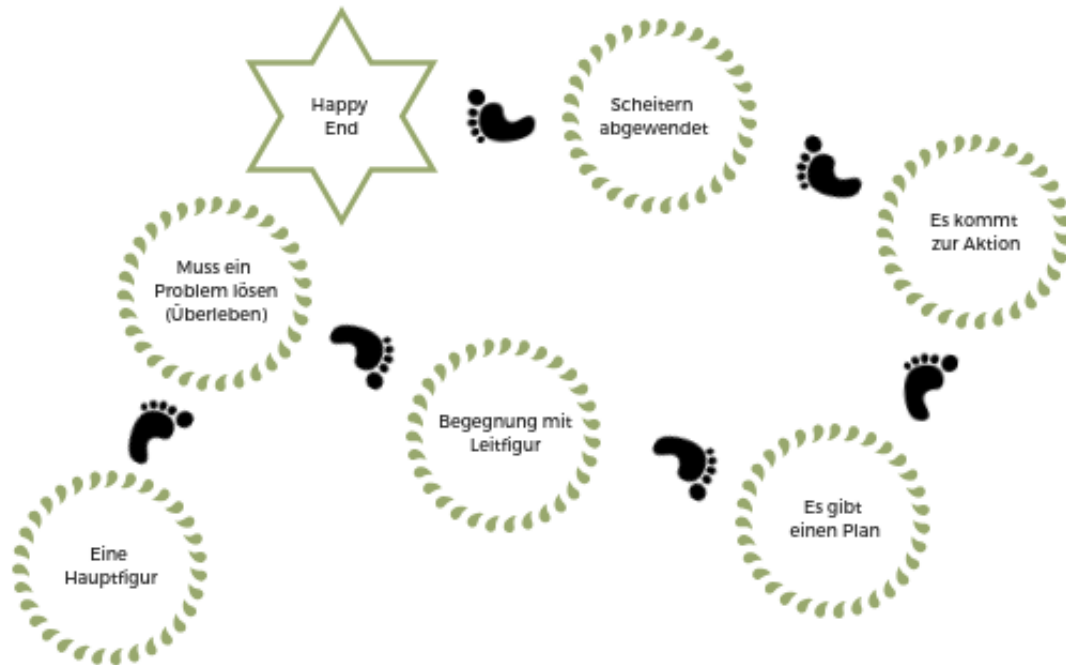 Happy
End
Scheitern
abgewendet
Es kommt
zur Aktion
Muss ein
Problem lösen
(Überleben)
Begegnung mit
Leitfigur
Es gibt
einen Plan
Eine
Hauptfigur